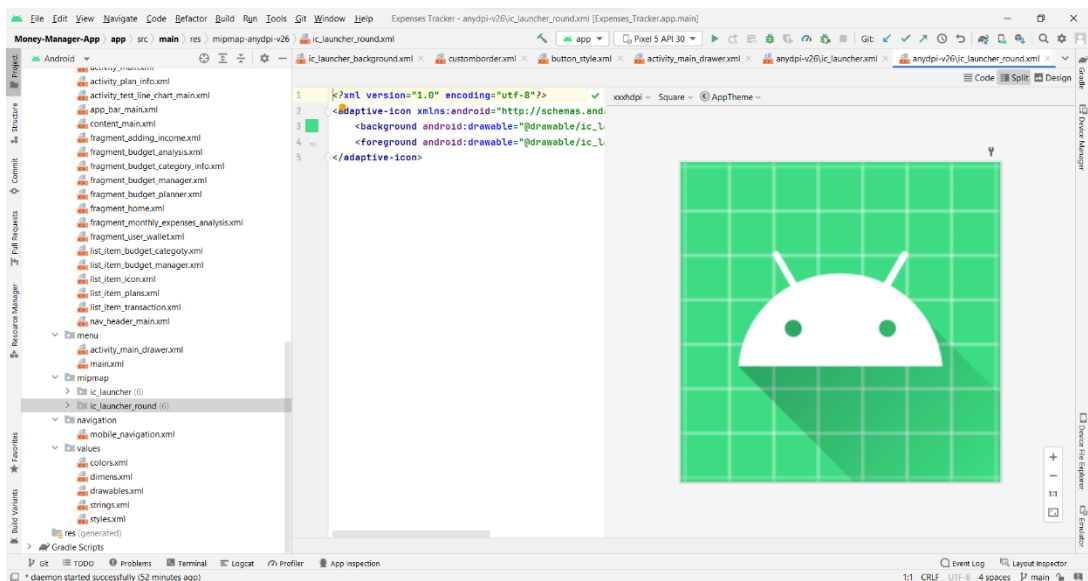 File Edit View Navigate Code Refactor Build Run Tools Git Window Help Expenses Tracker - anydpi-v26\ic_launcher_round.xml [Expenses_Tracker.app.main]
Money-Manager-App app src main res mipmap-anydpi-v26 ic_launcher_round.xml
app Pixel 5 API 30 Git:
Android
ic_launcher_background.xml customborder.xml button_style.xml activity_main_drawer.xml anydpi-v26\ic_launcher.xml anydpi-v26\ic_launcher_round.xml
Code Split Design
xxxhdpi Square AppTheme
Project
Structure
Commit
Pull Requests
Resource Manager
Favorites
Build Variants
activity_main.xml
activity_plan_info.xml
activity_test_line_chart_main.xml
app_bar_main.xml
content_main.xml
fragment_adding_income.xml
fragment_budget_analysis.xml
fragment_budget_category_info.xml
fragment_budget_manager.xml
fragment_budget_planner.xml
fragment_home.xml
fragment_monthly_expenses_analysis.xml
fragment_user_wallet.xml
list_item_budget_categoty.xml
list_item_budget_manager.xml
list_item_icon.xml
list_item_plans.xml
list_item_transaction.xml
nav_header_main.xml
menu
activity_main_drawer.xml
main.xml
mipmap
ic_launcher (6)
ic_launcher_round (6)
navigation
mobile_navigation.xml
values
colors.xml
dimens.xml
drawables.xml
strings.xml
styles.xml
res (generated)
Gradle Scripts
1 <?xml version="1.0" encoding="utf-8"?>
2 <adaptive-icon xmlns:android="http://schemas.and
3 <background android:drawable="@drawable/ic_l
4 <foreground android:drawable="@drawable/ic_l
5 </adaptive-icon>
1:1
Gradle
Device Manager
Device File Explorer
Emulator
Git TODO Problems Terminal Logcat Profiler App Inspection Event Log Layout Inspector
* daemon started successfully (52 minutes ago) 1:1 CRLF UTF-8 4 spaces main